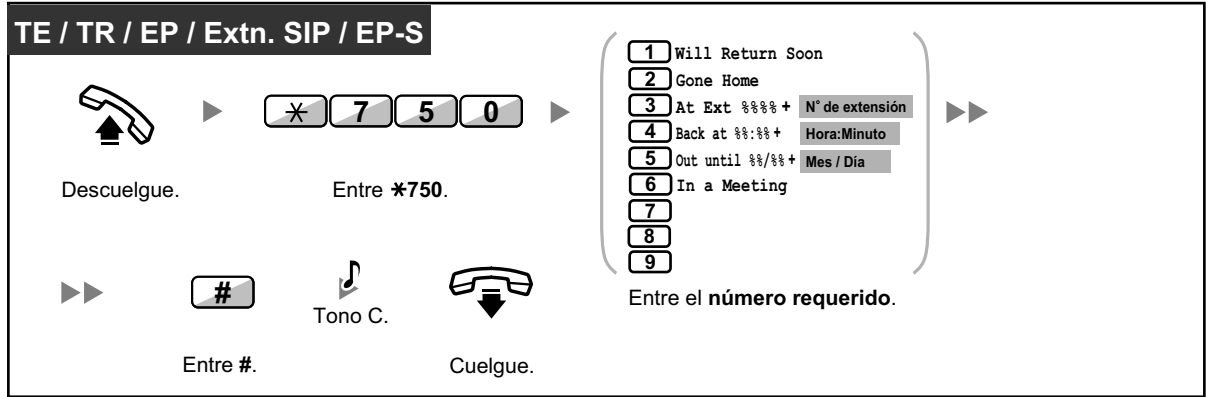 TE / TR / EP / Extn. SIP / EP-S
1 Will Return Soon
2 Gone Home
3 At Ext %%%% + N° de extensión
4 Back at %%:%% + Hora:Minuto
5 Out until %%/%% + Mes / Día
6 In a Meeting
7
8
9
* 7 5 0
Descuelgue.
Entre *750.
Entre el número requerido.
#
Tono C.
Entre #.
Cuelgue.